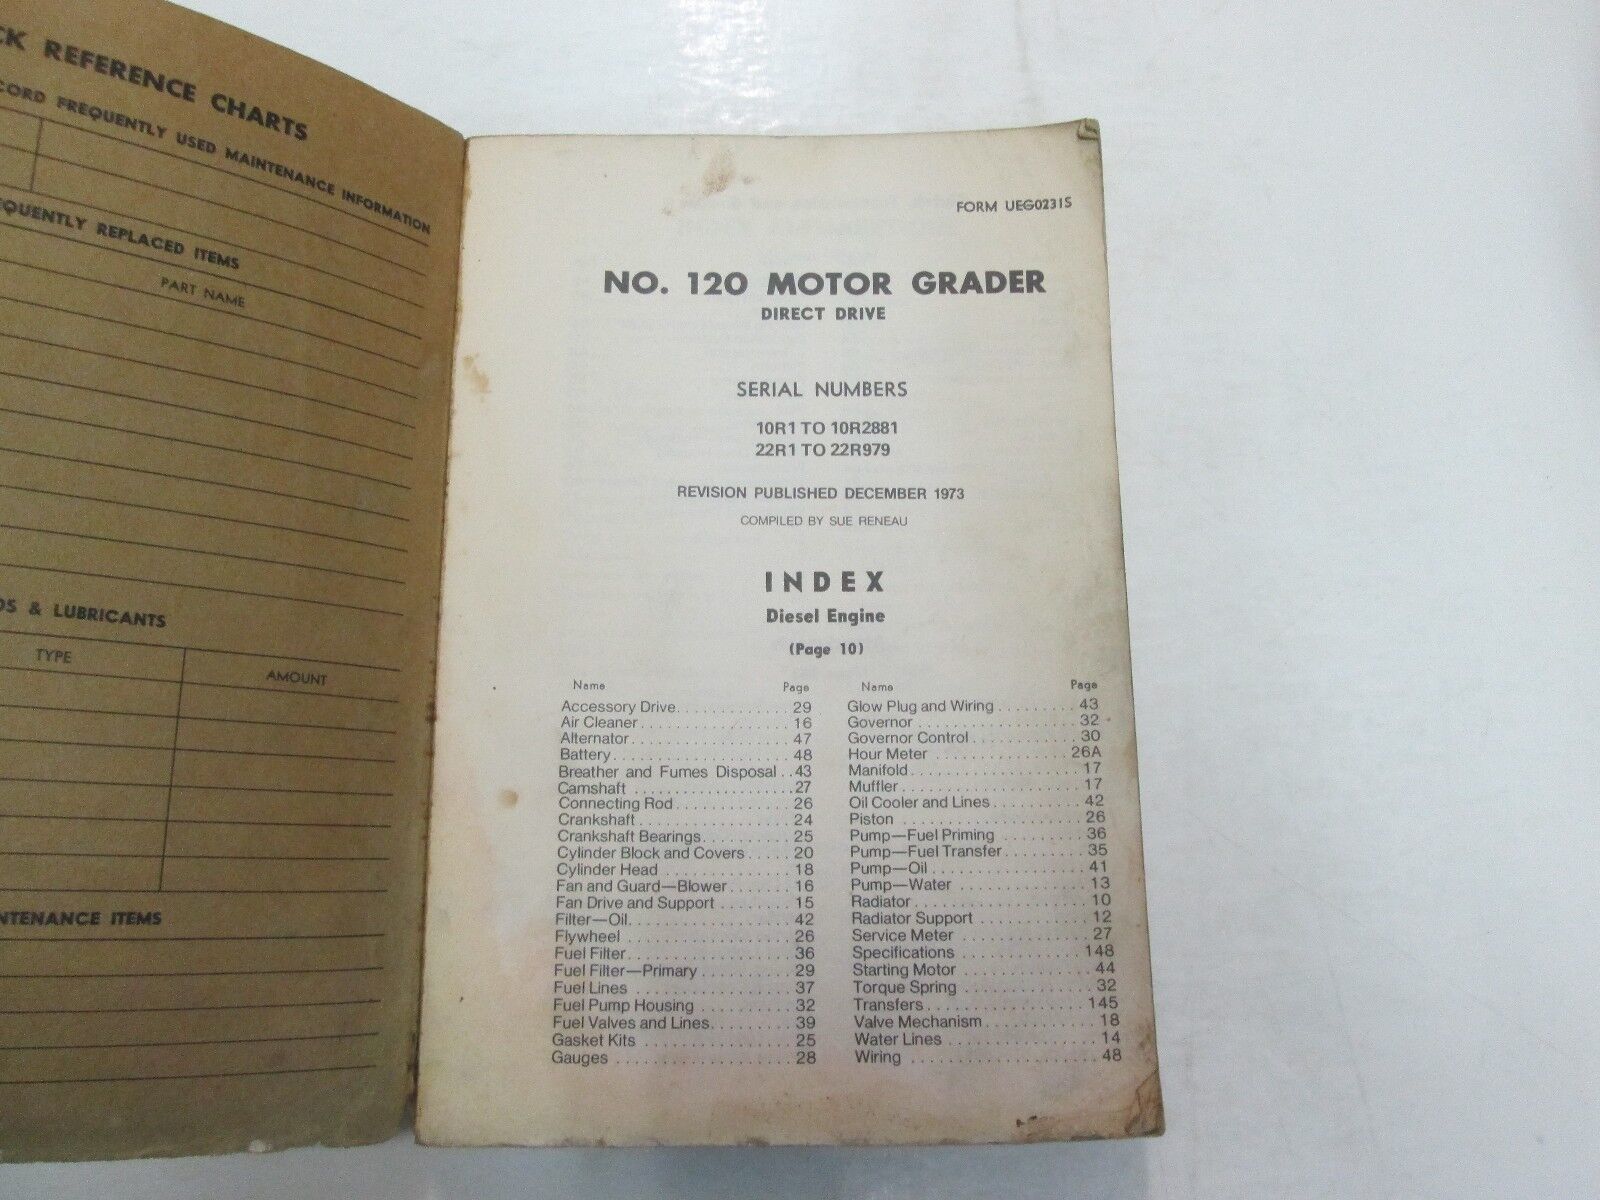 REFERENCE CHARTS
FREQUENTLY USED MAINTENANCE INFORMATION
REPLACED ITEMS
PART NAME
& LUBRICANTS
TYPE
AMOUNT
ITEMS
FORM UEG0231S
NO. 120 MOTOR GRADER
DIRECT DRIVE
SERIAL NUMBERS
10R1 TO 10R2881
22R1 TO 22R979
REVISION PUBLISHED DECEMBER 1973
COMPILED BY SUE RENEAU
INDEX
Diesel Engine
(Page 10)
Name Page
Accessory Drive. . . . . . . . . . . . . 29
Air Cleaner . . . . . . . . . . . . . . . . . 16
Alternator . . . . . . . . . . . . . . . . . . 47
Battery . . . . . . . . . . . . . . . . . . . . 48
Breather and Fumes Disposal . . 43
Camshaft . . . . . . . . . . . . . . . . . . 27
Connecting Rod . . . . . . . . . . . . . 26
Crankshaft . . . . . . . . . . . . . . . . . 24
Crankshaft Bearings . . . . . . . . . . 25
Cylinder Block and Covers . . . . . 20
Cylinder Head . . . . . . . . . . . . . . . 18
Fan and Guard—Blower . . . . . . . 16
Fan Drive and Support . . . . . . . . 15
Filter—Oil . . . . . . . . . . . . . . . . . . 42
Flywheel . . . . . . . . . . . . . . . . . . . 26
Fuel Filter . . . . . . . . . . . . . . . . . . 36
Fuel Filter—Primary . . . . . . . . . . 29
Fuel Lines . . . . . . . . . . . . . . . . . . 37
Fuel Pump Housing . . . . . . . . . . 32
Fuel Valves and Lines . . . . . . . . . 39
Gasket Kits . . . . . . . . . . . . . . . . . 25
Gauges . . . . . . . . . . . . . . . . . . . . 28
Name Page
Glow Plug and Wiring . . . . . . . . . 43
Governor . . . . . . . . . . . . . . . . . . 32
Governor Control . . . . . . . . . . . . 30
Hour Meter . . . . . . . . . . . . . . . 26A
Manifold . . . . . . . . . . . . . . . . . . . 17
Muffler . . . . . . . . . . . . . . . . . . . . 17
Oil Cooler and Lines . . . . . . . . . . 42
Piston . . . . . . . . . . . . . . . . . . . . . 26
Pump—Fuel Priming . . . . . . . . . 36
Pump—Fuel Transfer . . . . . . . . . 35
Pump—Oil . . . . . . . . . . . . . . . . . 41
Pump—Water . . . . . . . . . . . . . . . 13
Radiator . . . . . . . . . . . . . . . . . . . 10
Radiator Support . . . . . . . . . . . . 12
Service Meter . . . . . . . . . . . . . . . 27
Specifications . . . . . . . . . . . . . 148
Starting Motor . . . . . . . . . . . . . . 44
Torque Spring . . . . . . . . . . . . . . . 32
Transfers . . . . . . . . . . . . . . . . . 145
Valve Mechanism . . . . . . . . . . . . 18
Water Lines . . . . . . . . . . . . . . . . 14
Wiring . . . . . . . . . . . . . . . . . . . . 48